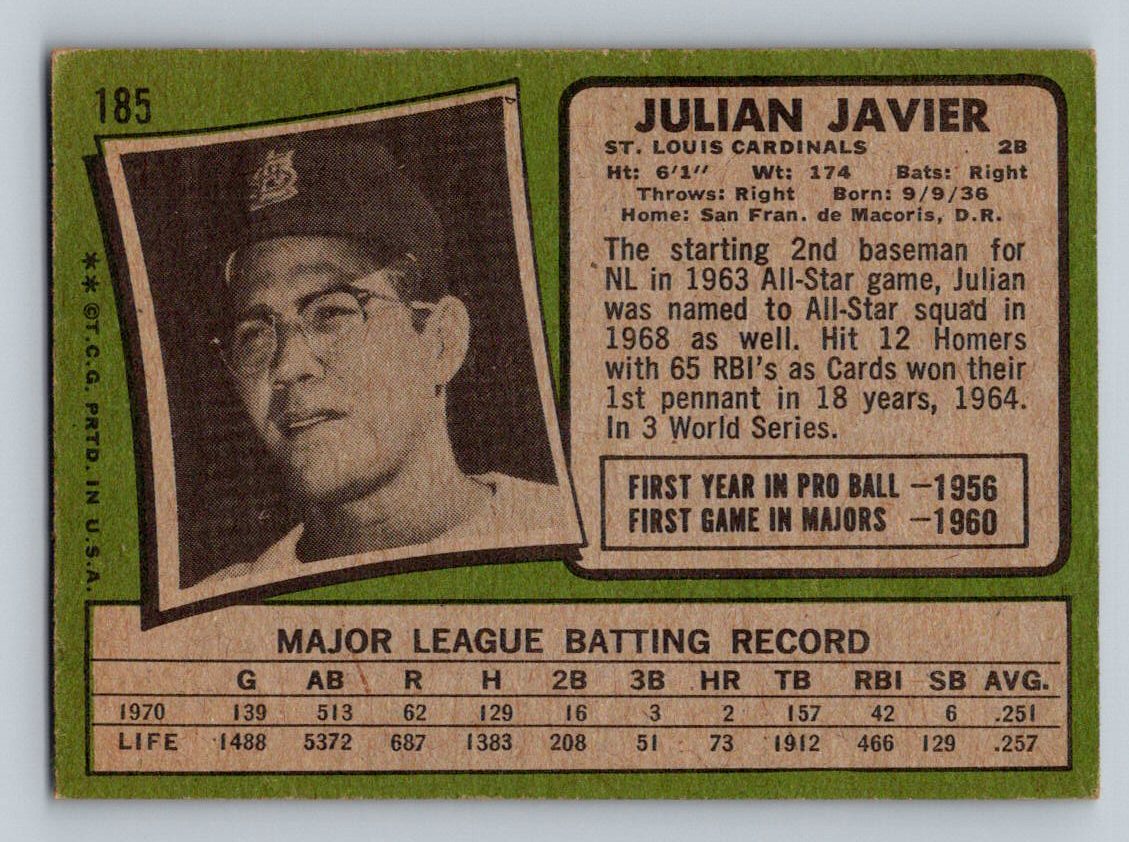 185
JULIAN JAVIER
ST. LOUIS CARDINALS 2B
Ht: 6'1" Wt: 174 Bats: Right
Throws: Right Born: 9/9/36
Home: San Fran. de Macoris, D.R.
The starting 2nd baseman for
NL in 1963 All-Star game, Julian
was named to All-Star squad in
1968 as well. Hit 12 Homers
with 65 RBI's as Cards won their
1st pennant in 18 years, 1964.
In 3 World Series.
FIRST YEAR IN PRO BALL —1956
FIRST GAME IN MAJORS —1960
**©T.C.G. PRTD. IN U.S.A.
MAJOR LEAGUE BATTING RECORD
G AB R H 2B 3B HR TB RBI SB AVG.
1970 139 513 62 129 16 3 2 157 42 6 .251
LIFE 1488 5372 687 1383 208 51 73 1912 466 129 .257